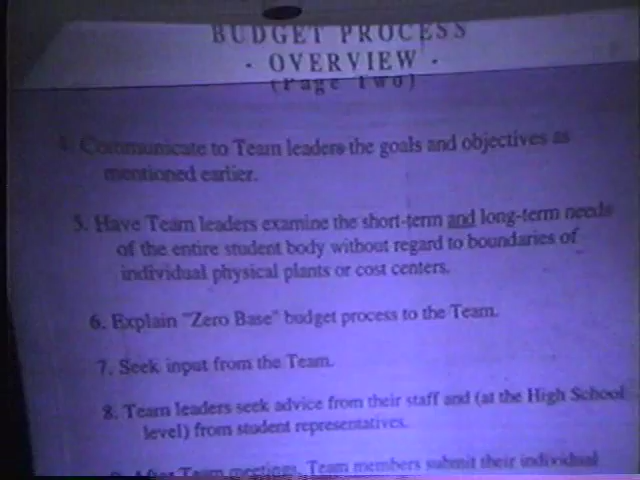 BUDGET PROCESS
- OVERVIEW -
(Page Two)
4. Communicate to Team leaders the goals and objectives as
mentioned earlier.
5. Have Team leaders examine the short-term and long-term needs
of the entire student body without regard to boundaries of
individual physical plants or cost centers.
6. Explain "Zero Base" budget process to the Team.
7. Seek input from the Team.
8. Team leaders seek advice from their staff and (at the High School
level) from student representatives.
9. After Team meetings, Team members submit their individual